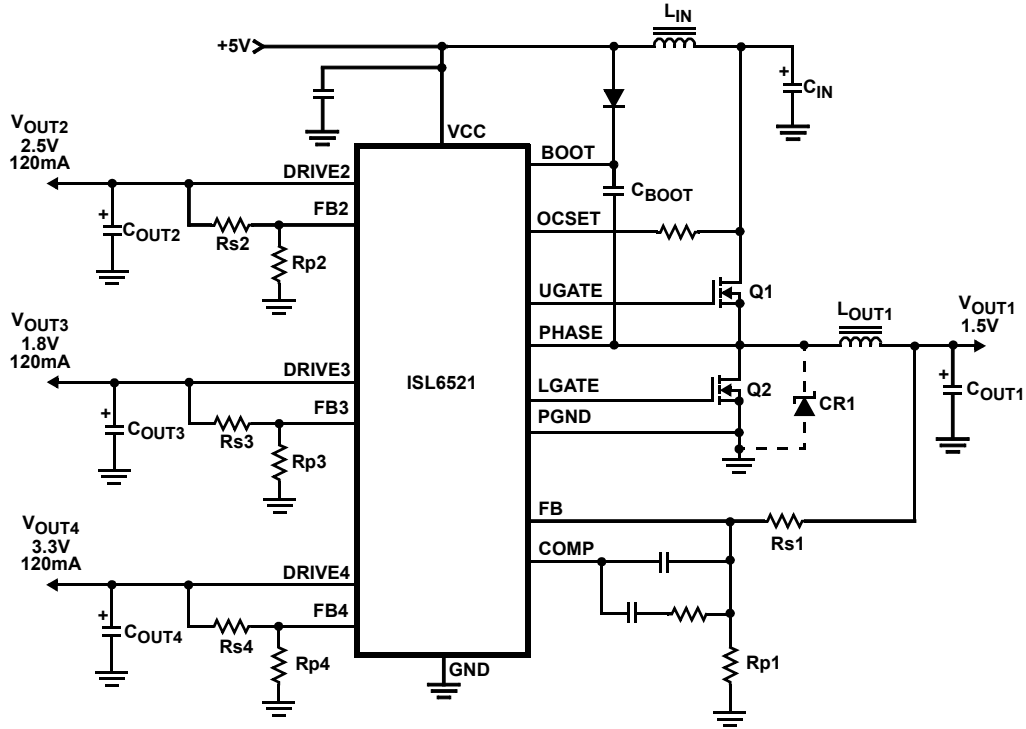 LIN
+5V
+
CIN
VCC
VOUT2
2.5V
120mA
BOOT
DRIVE2
CBOOT
FB2
+
COUT2
Rs2
OCSET
Rp2
UGATE
Q1
VOUT3
1.8V
120mA
LOUT1
VOUT1
1.5V
PHASE
DRIVE3
ISL6521
LGATE
Q2
CR1
+
COUT1
FB3
+
COUT3
Rs3
PGND
Rp3
VOUT4
3.3V
120mA
FB
Rs1
COMP
DRIVE4
FB4
+
COUT4
Rs4
Rp4
GND
Rp1